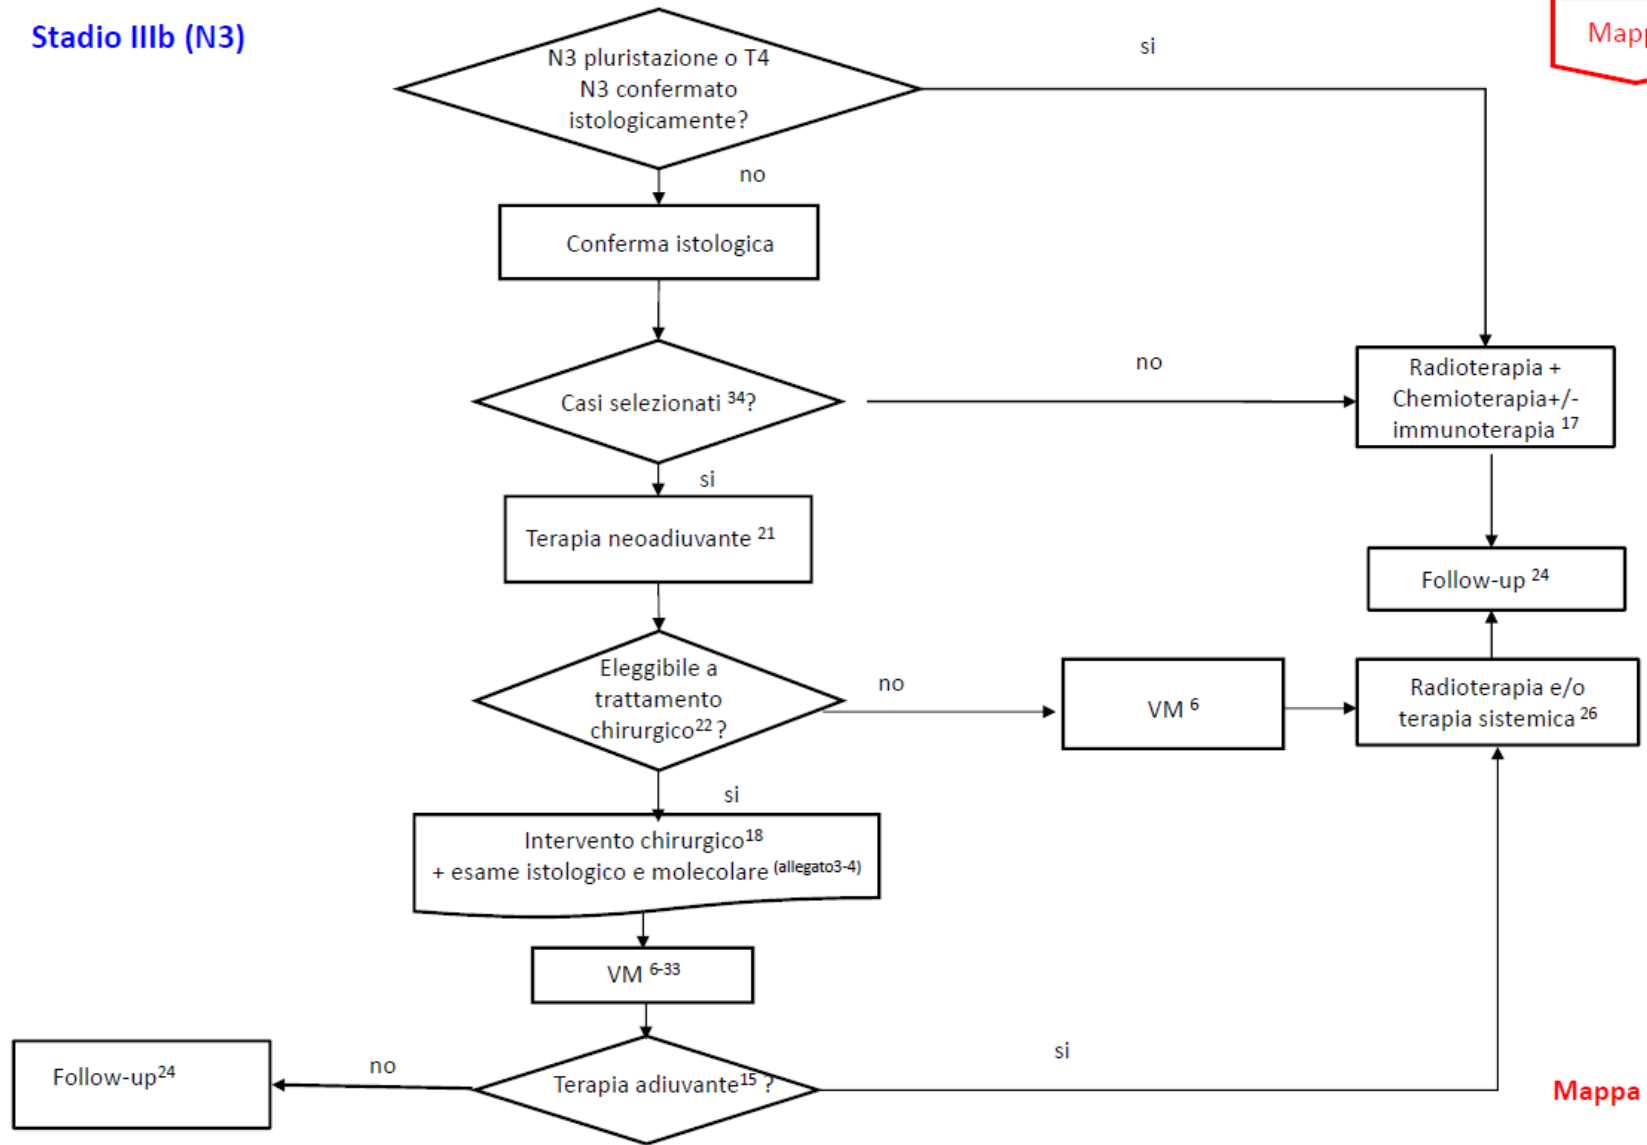 Stadio IIIb (N3)
Mapp
N3 pluristazione o T4
N3 confermato
istologicamente?
si
no
Conferma istologica
Casi selezionati 34?
no
si
Radioterapia +
Chemioterapia+/-
immunoterapia 17
Terapia neoadiuvante 21
Follow-up 24
Eleggibile a
trattamento
chirurgico22 ?
no
VM 6
Radioterapia e/o
terapia sistemica 26
si
Intervento chirurgico18
+ esame istologico e molecolare (allegato3-4)
VM 6-33
Terapia adiuvante15 ?
no
si
Follow-up24
Mappa